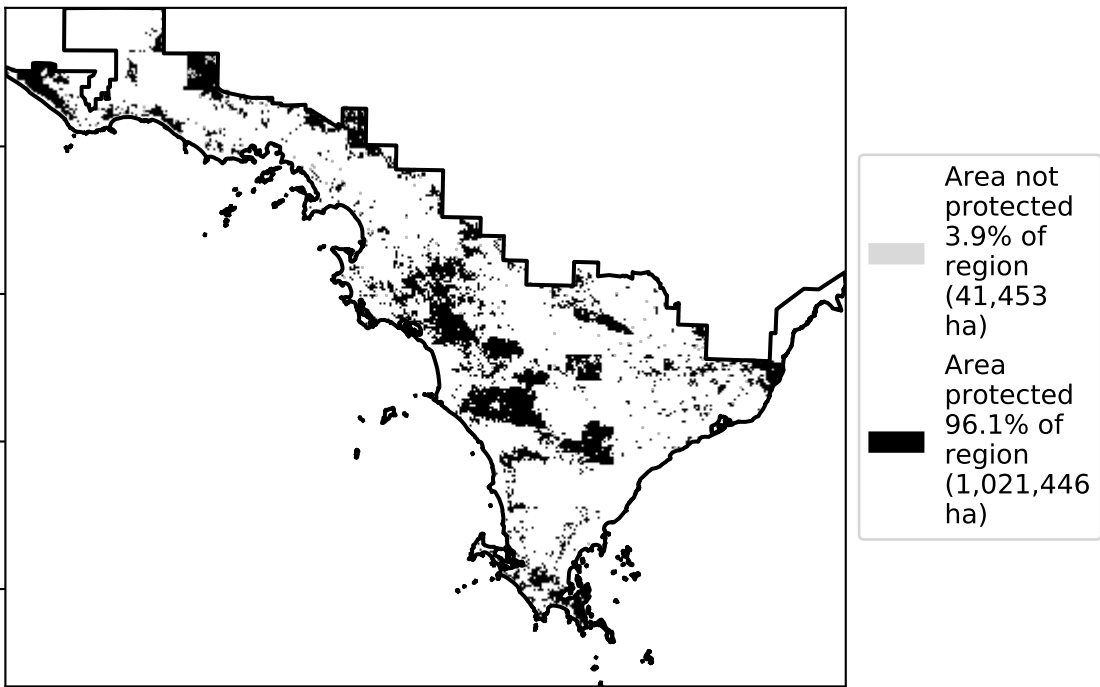 Area not
protected
3.9% of
region
(41,453
ha)
Area
protected
96.1% of
region
(1,021,446
ha)